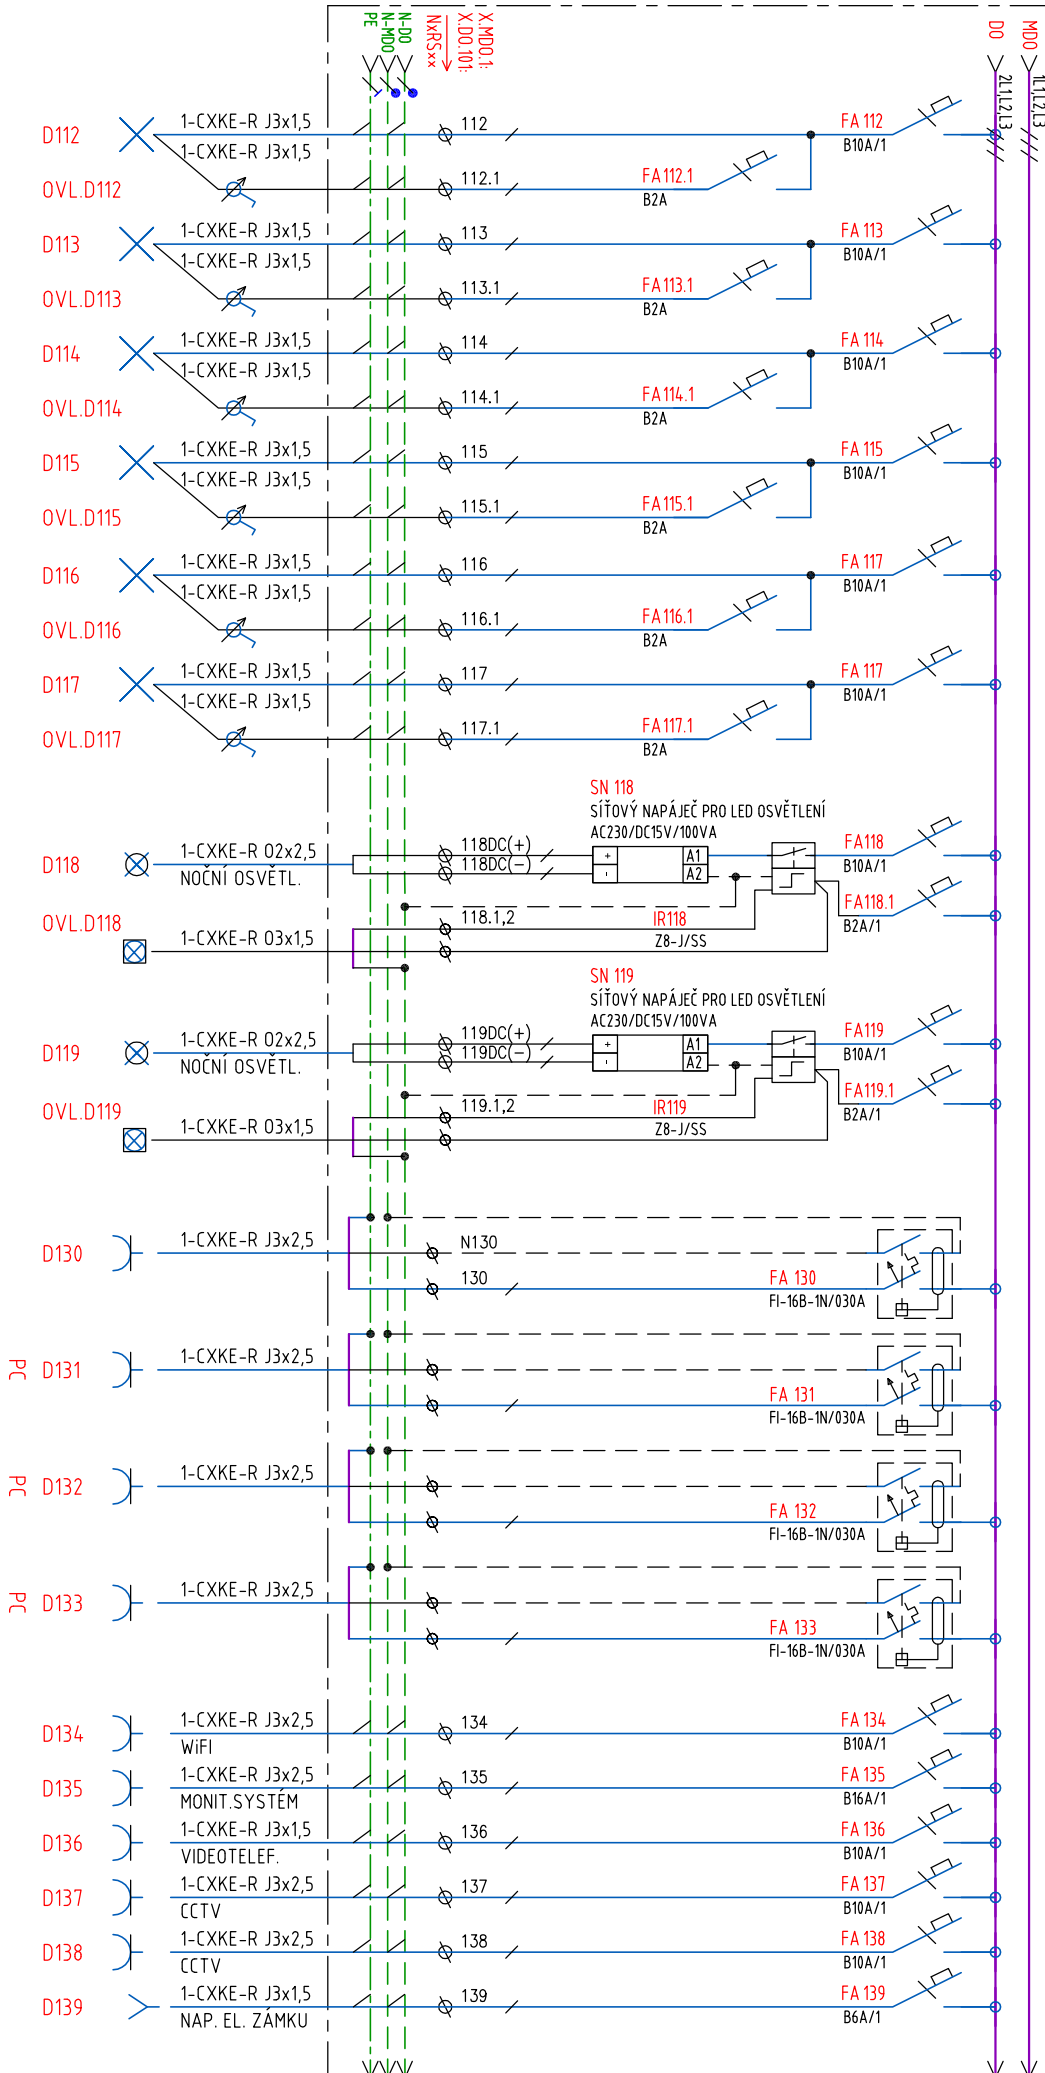 PE
N-MDO
N-DO
NxRSxx
X.DO.101:
X.MDO.1:
DO
MDO
2L1,L2,L3
1L1,L2,L3
D112
1-CXKE-R J3x1,5
112
FA 112
B10A/1
1-CXKE-R J3x1,5
OVL.D112
112.1
FA112.1
B2A
D113
1-CXKE-R J3x1,5
113
FA 113
B10A/1
1-CXKE-R J3x1,5
OVL.D113
113.1
FA113.1
B2A
D114
1-CXKE-R J3x1,5
114
FA 114
B10A/1
1-CXKE-R J3x1,5
OVL.D114
114.1
FA114.1
B2A
D115
1-CXKE-R J3x1,5
115
FA 115
B10A/1
1-CXKE-R J3x1,5
OVL.D115
115.1
FA115.1
B2A
D116
1-CXKE-R J3x1,5
116
FA 117
B10A/1
1-CXKE-R J3x1,5
OVL.D116
116.1
FA116.1
B2A
D117
1-CXKE-R J3x1,5
117
FA 117
B10A/1
1-CXKE-R J3x1,5
OVL.D117
117.1
FA117.1
B2A
SN 118
SÍŤOVÝ NAPÁJEČ PRO LED OSVĚTLENÍ
AC230/DC15V/100VA
D118
1-CXKE-R O2x2,5
NOČNÍ OSVĚTL.
118DC(+)
118DC(-)
+
-
A1
A2
FA118
B10A/1
FA118.1
B2A/1
OVL.D118
1-CXKE-R O3x1,5
118.1,2
IR118
Z8-J/SS
SN 119
SÍŤOVÝ NAPÁJEČ PRO LED OSVĚTLENÍ
AC230/DC15V/100VA
D119
1-CXKE-R O2x2,5
NOČNÍ OSVĚTL.
119DC(+)
119DC(-)
+
-
A1
A2
FA119
B10A/1
FA119.1
B2A/1
OVL.D119
1-CXKE-R O3x1,5
119.1,2
IR119
Z8-J/SS
D130
1-CXKE-R J3x2,5
N130
130
FA 130
FI-16B-1N/030A
PC
D131
1-CXKE-R J3x2,5
FA 131
FI-16B-1N/030A
PC
D132
1-CXKE-R J3x2,5
FA 132
FI-16B-1N/030A
PC
D133
1-CXKE-R J3x2,5
FA 133
FI-16B-1N/030A
D134
1-CXKE-R J3x2,5
WiFI
134
FA 134
B10A/1
D135
1-CXKE-R J3x2,5
MONIT.SYSTÉM
135
FA 135
B16A/1
D136
1-CXKE-R J3x1,5
VIDEOTELEF.
136
FA 136
B10A/1
D137
1-CXKE-R J3x2,5
CCTV
137
FA 137
B10A/1
D138
1-CXKE-R J3x2,5
CCTV
138
FA 138
B10A/1
D139
1-CXKE-R J3x1,5
NAP. EL. ZÁMKU
139
FA 139
B6A/1